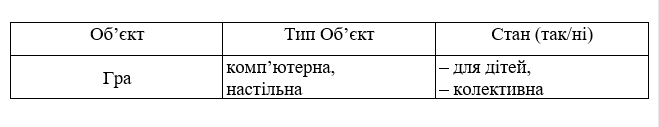 Об’єкт Тип Об’єкт Стан (так/ні)
Гра
комп’ютерна,
настільна
– для дітей,
– колективна